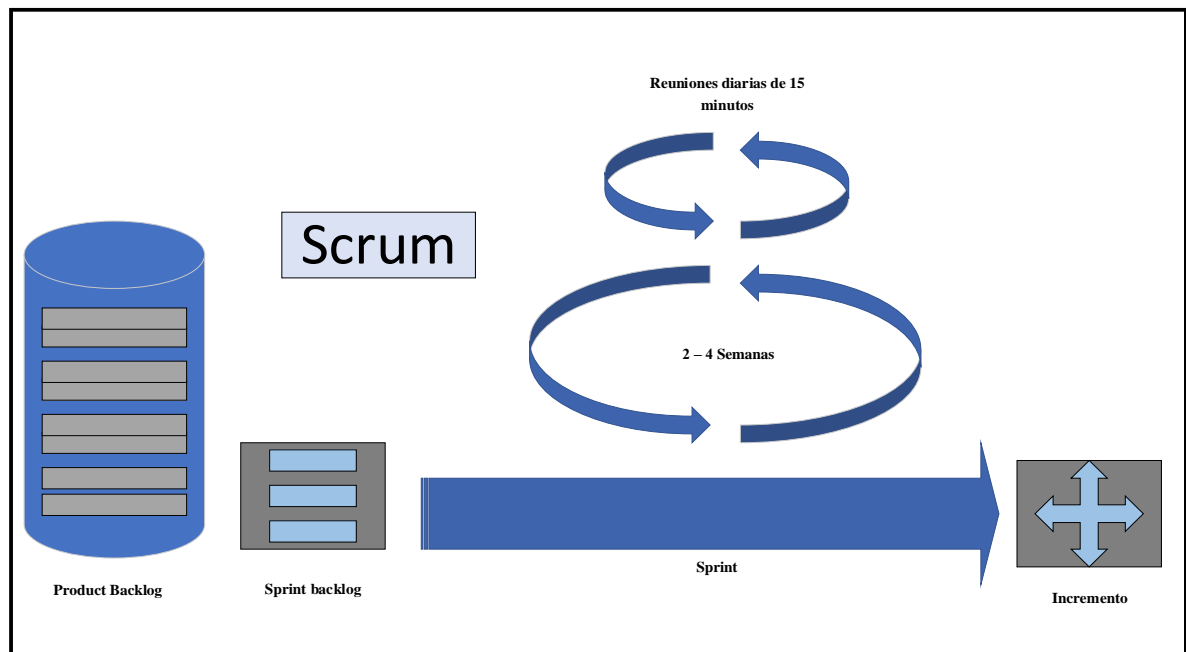 Reuniones diarias de 15
minutos
Scrum
2 – 4 Semanas
Product Backlog
Sprint backlog
Sprint
Incremento